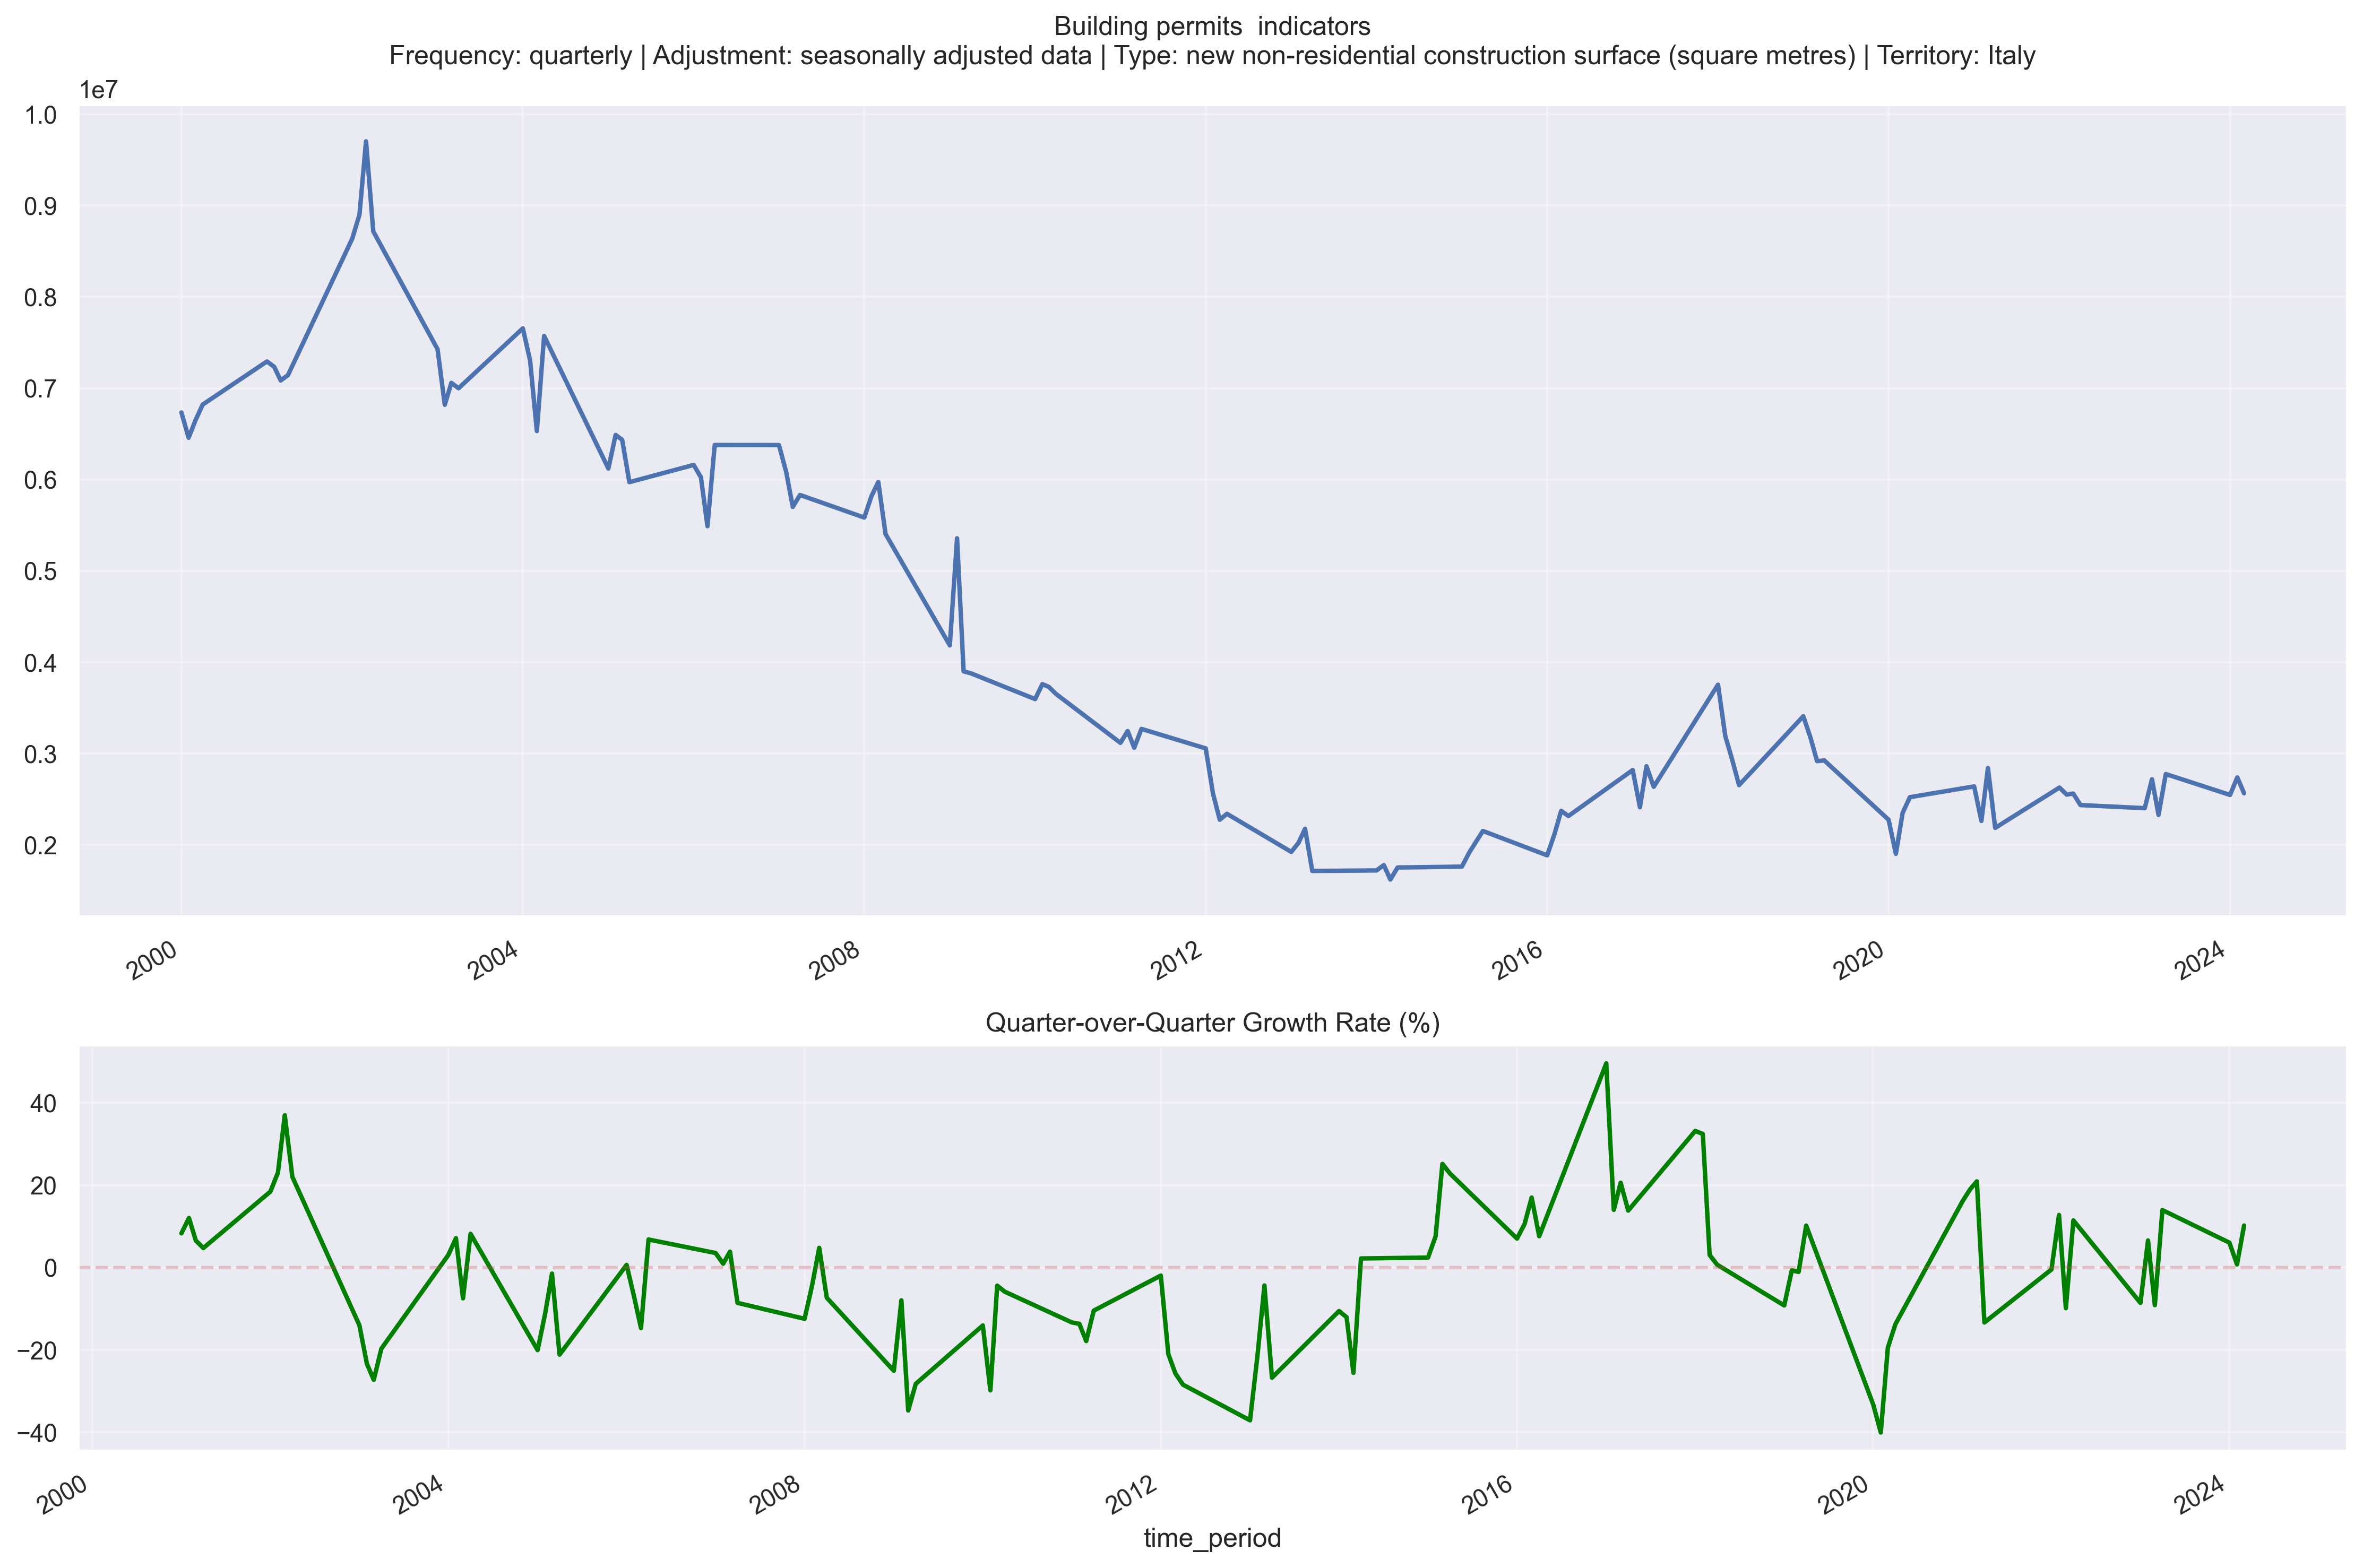 Building permits  indicators
Frequency: quarterly | Adjustment: seasonally adjusted data | Type: new non-residential construction surface (square metres) | Territory: Italy
1e7
1.0
0.9
0.8
0.7
0.6
0.5
0.4
0.3
0.2
2000 2004 2008 2012 2016 2020 2024
Quarter-over-Quarter Growth Rate (%)
40
20
0
−20
−40
2000 2004 2008 2012 2016 2020 2024
time_period